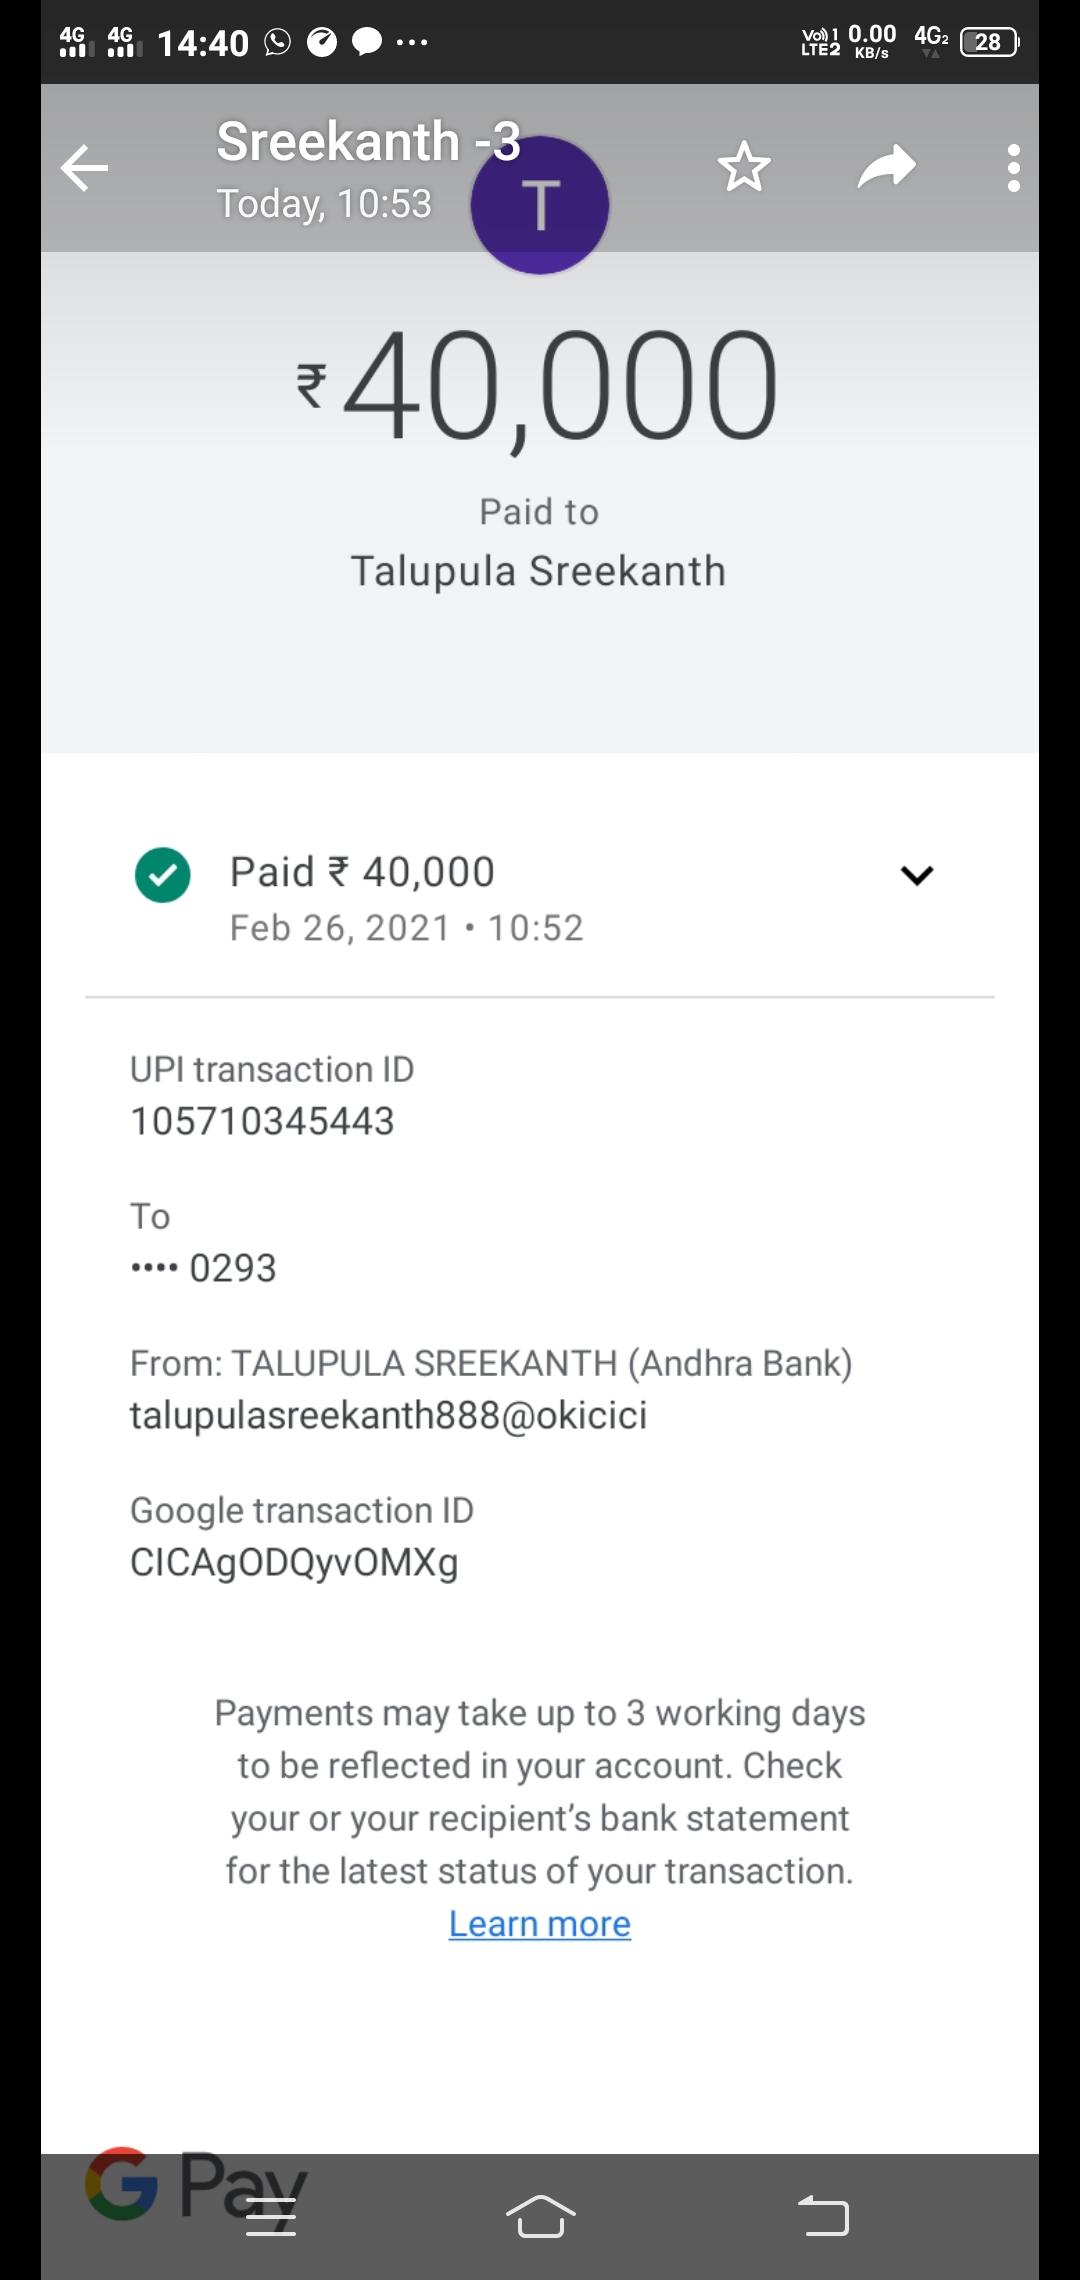 4G 4G 14:40 Vo)) 1 LTE2 0.00 KB/s 4G2 28
Sreekanth -3
Today, 10:53
T
₹40,000
Paid to
Talupula Sreekanth
Paid ₹ 40,000
Feb 26, 2021 • 10:52
UPI transaction ID
105710345443
To
•••• 0293
From: TALUPULA SREEKANTH (Andhra Bank)
talupulasreekanth888@okicici
Google transaction ID
CICAgODQyvOMXg
Payments may take up to 3 working days
to be reflected in your account. Check
your or your recipient’s bank statement
for the latest status of your transaction.
Learn more
G Pay